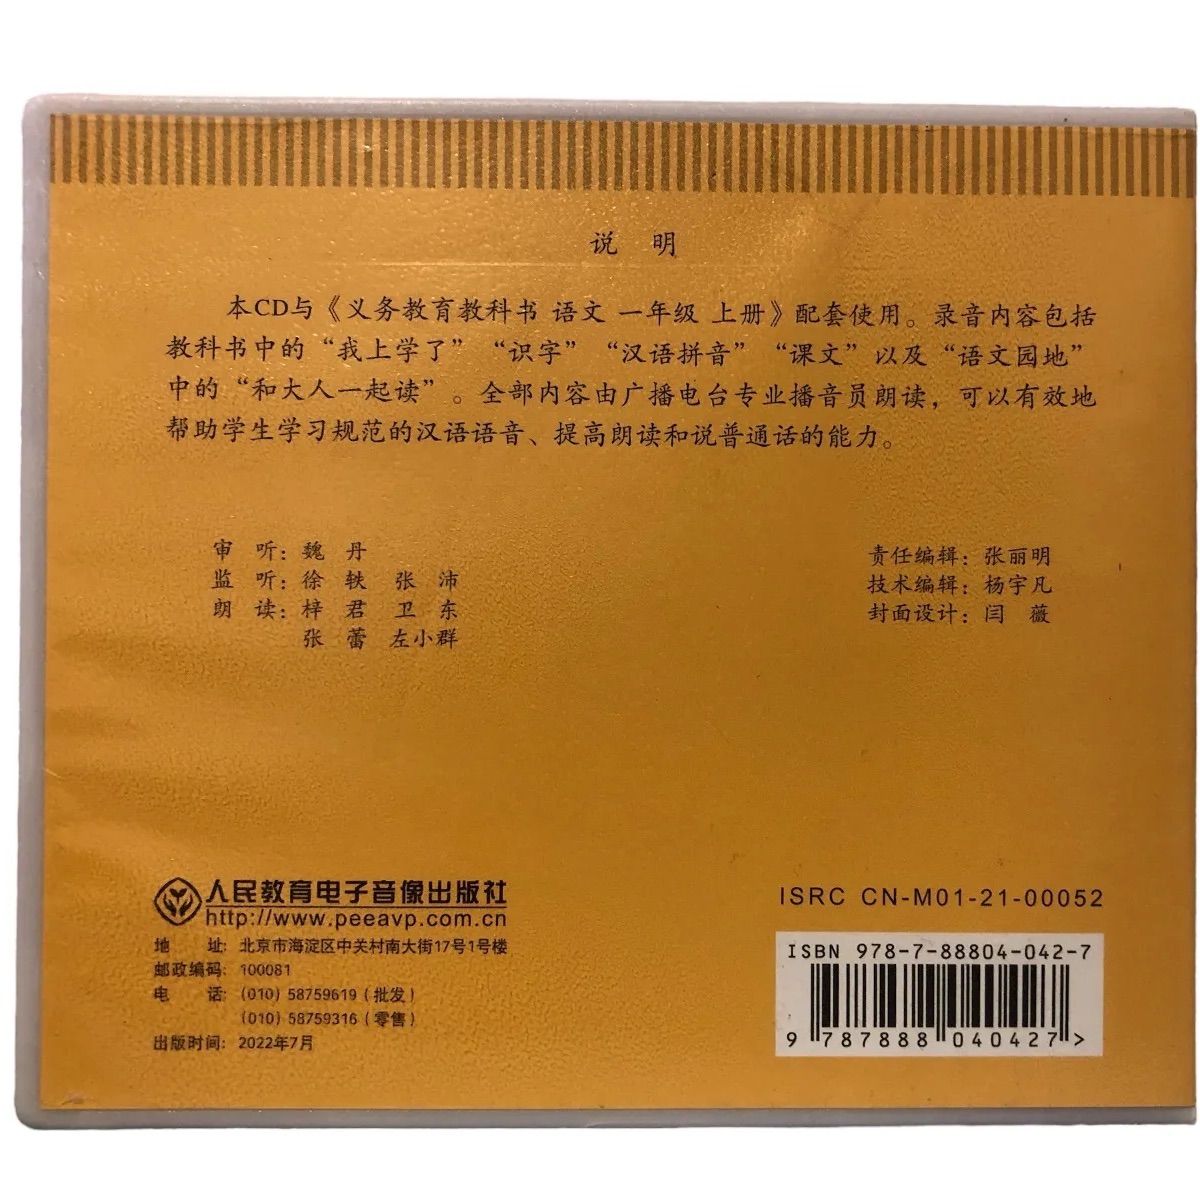 说 明
本CD与《义务教育教科书 语文 一年级 上册》配套使用。录音内容包括
教科书中的“我上学了”“识字”“汉语拼音”“课文”以及“语文园地”
中的“和大人一起读”。全部内容由广播电台专业播音员朗读，可以有效地
帮助学生学习规范的汉语语音、提高朗读和说普通话的能力。
审 听：魏 丹
监 听：徐 轶 张 沛
朗 读：梓 君 卫 东
张 蕾 左小群
责任编辑：张丽明
技术编辑：杨宇凡
封面设计：闫 薇
人民教育电子音像出版社
http://www.peeavp.com.cn
地 址：北京市海淀区中关村南大街17号1号楼
邮政编码：100081
电 话：(010) 58759619（批发）
(010) 58759316（零售）
出版时间：2022年7月
ISRC CN-M01-21-00052
ISBN 978-7-88804-042-7
9 787888 040427 >